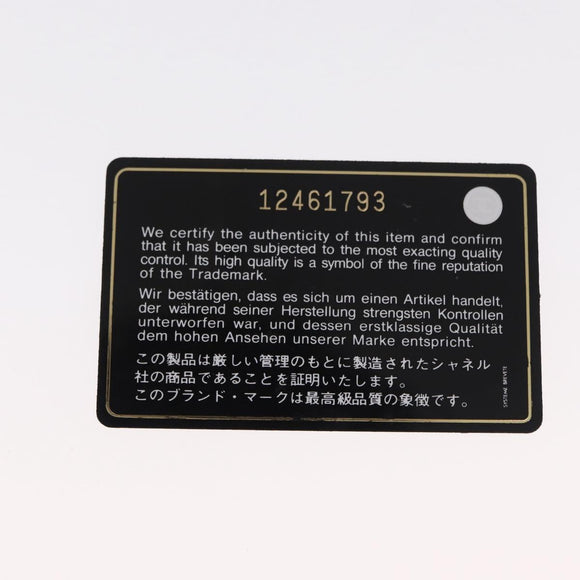 12461793
We certify the authenticity of this item and confirm
that it has been subjected to the most exacting quality
control. Its high quality is a symbol of the fine reputation
of the Trademark.
Wir bestätigen, dass es sich um einen Artikel handelt,
der während seiner Herstellung strengsten Kontrollen
unterworfen war, und dessen erstklassige Qualität
dem hohen Ansehen unserer Marke entspricht.
この製品は厳しい管理のもとに製造されたシャネル
社の商品であることを証明いたします。
このブランド・マークは最高級品質の象徴です。
SYSTEME BREVETE